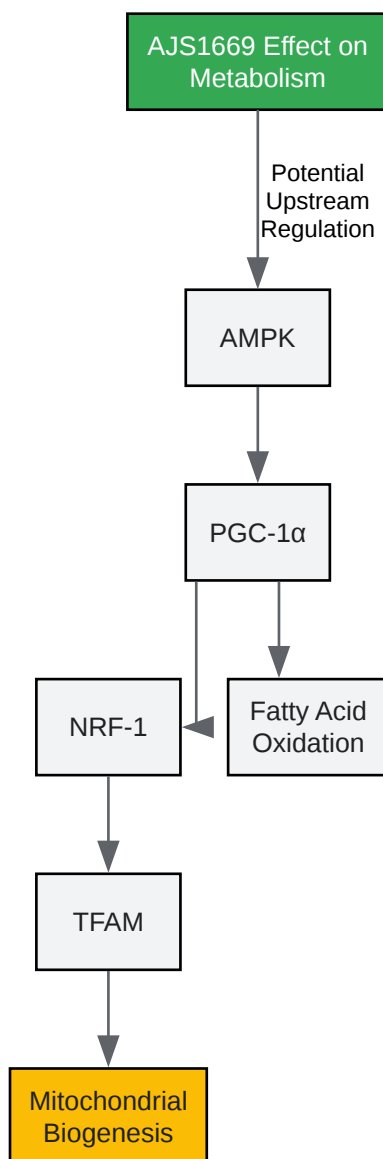 AJS1669 Effect on
Metabolism
Potential
Upstream
Regulation
AMPK
PGC-1α
NRF-1
Fatty Acid
Oxidation
TFAM
Mitochondrial
Biogenesis